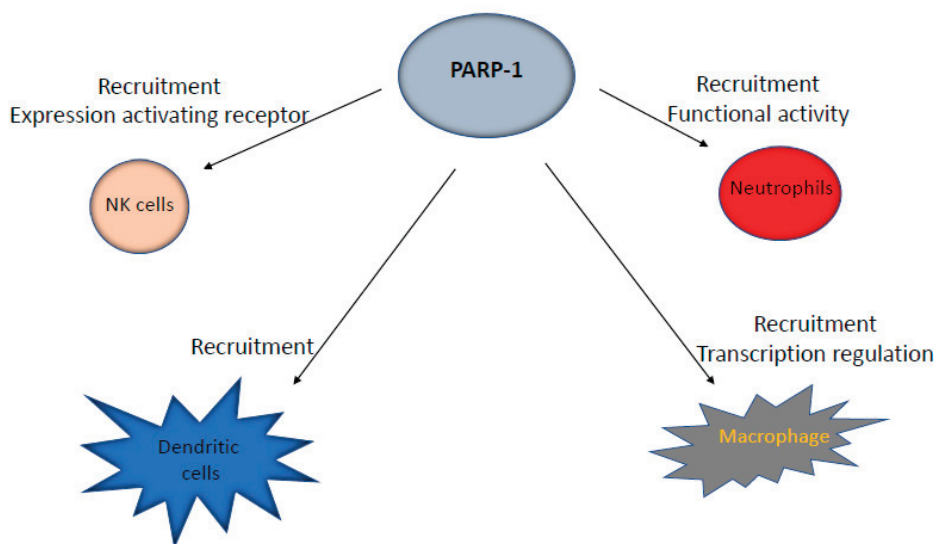 PARP-1
Recruitment
Expression activating receptor
NK cells
Recruitment
Functional activity
Neutrophils
Recruitment
Dendritic
cells
Recruitment
Transcription regulation
Macrophage